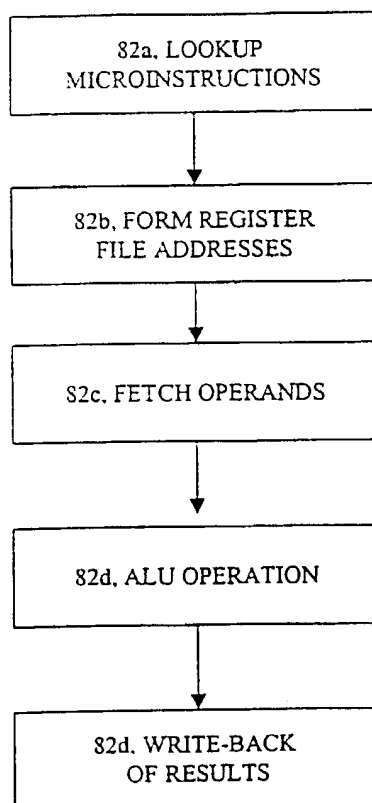 82a, LOOKUP
MICROINSTRUCTIONS
82b, FORM REGISTER
FILE ADDRESSES
82c, FETCH OPERANDS
82d, ALU OPERATION
82d, WRITE-BACK
OF RESULTS